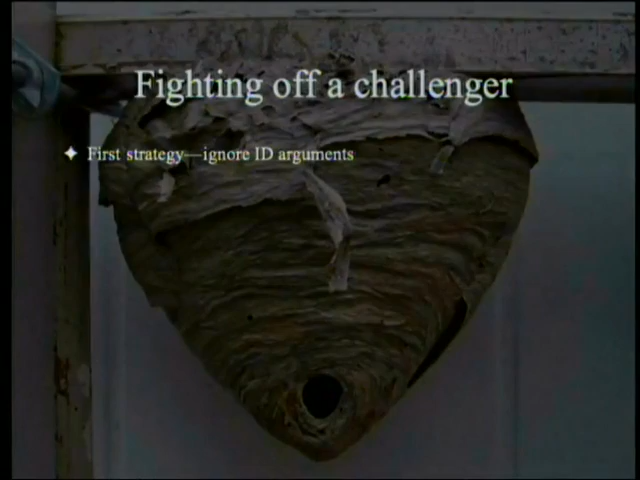 Fighting off a challenger
✦ First strategy—ignore ID arguments